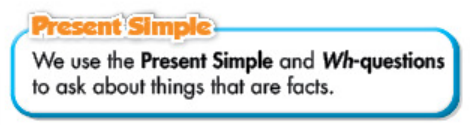 Present Simple
We use the Present Simple and Wh-questions
to ask about things that are facts.